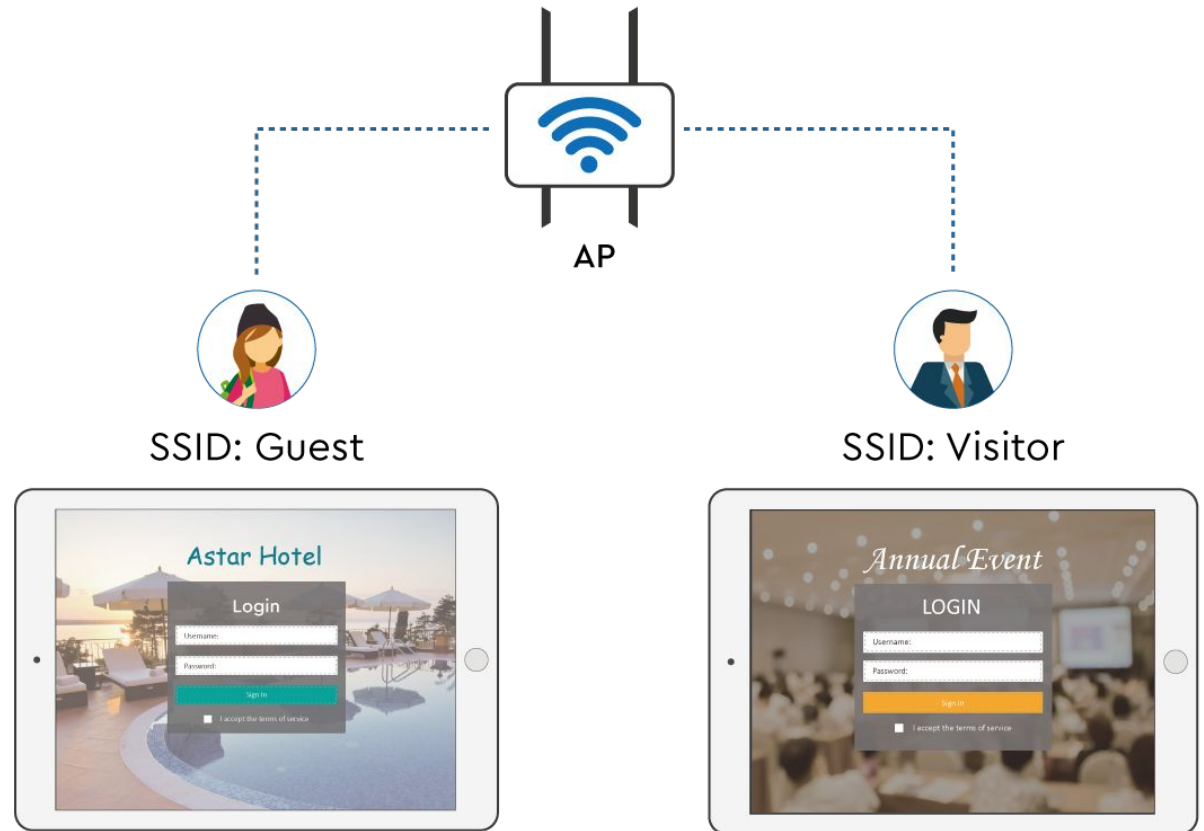 AP
SSID: Guest
SSID: Visitor
Astar Hotel
Login
Username:
Password:
Sign In
I accept the terms of service
Annual Event
LOGIN
Username:
Password:
Sign In
I accept the terms of service